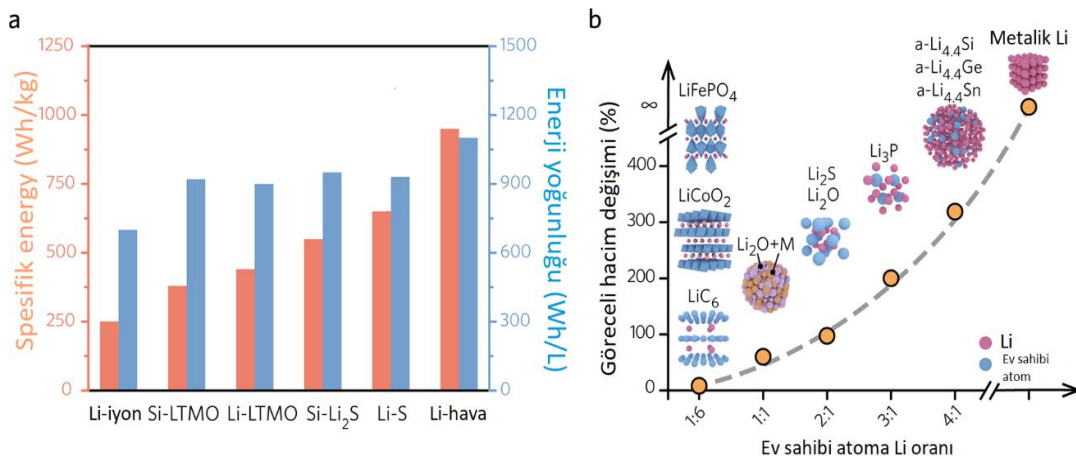 a
Spesifik energy (Wh/kg)
1250
1000
750
500
250
0
Li-iyon
Si-LTMO
Li-LTMO
Si-Li₂S
Li-S
Li-hava
1500
1200
900
600
300
0
Enerji yoğunluğu (Wh/L)
b
Göreceli hacim değişimi (%)
∞
400
300
200
100
0
LiFePO₄
LiCoO₂
LiC₆
Li₂O+M
Li₂S
Li₂O
Li₃P
a-Li₄.₄Si
a-Li₄.₄Ge
a-Li₄.₄Sn
Metalik Li
Li
Ev sahibi
atom
1:6
1:1
2:1
3:1
4:1
Ev sahibi atoma Li oranı